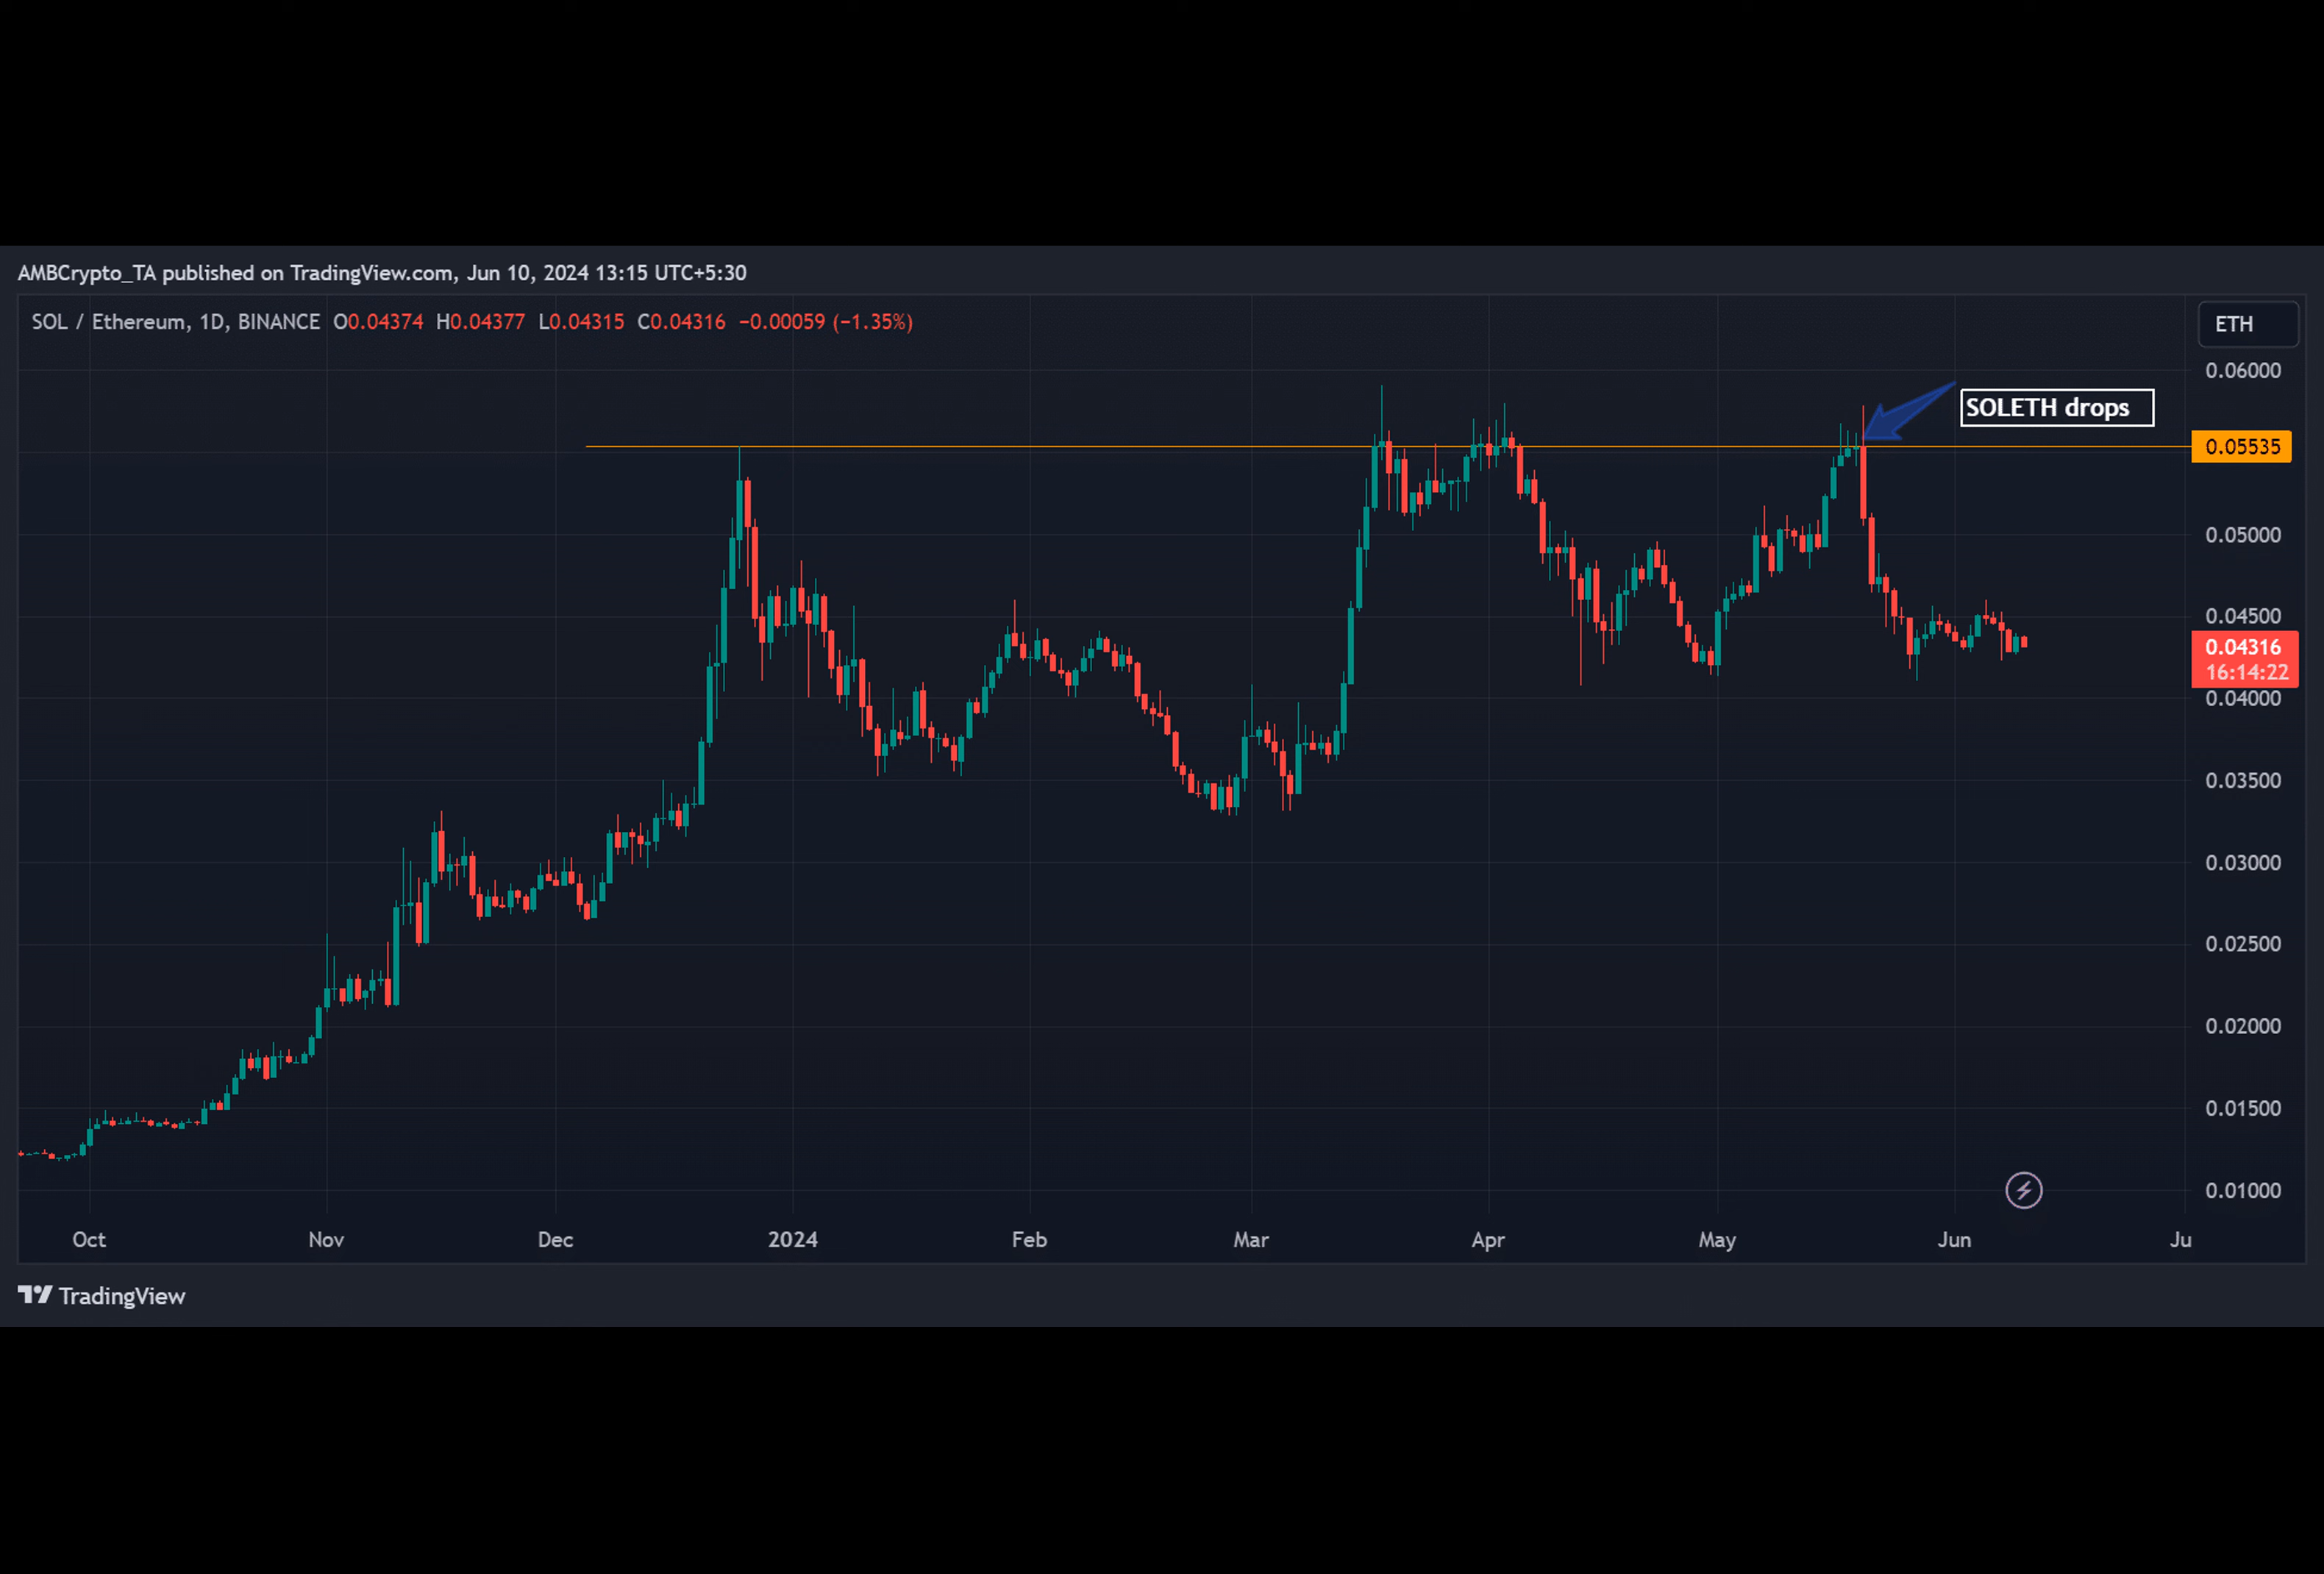 AMBCrypto_TA published on TradingView.com, Jun 10, 2024 13:15 UTC+5:30
SOL / Ethereum, 1D, BINANCE O0.04374 H0.04377 L0.04315 C0.04316 −0.00059 (−1.35%)
ETH
0.06000
SOLETH drops
0.05535
0.05000
0.04500
0.04316
16:14:22
0.04000
0.03500
0.03000
0.02500
0.02000
0.01500
0.01000
Oct Nov Dec 2024 Feb Mar Apr May Jun Ju
TradingView